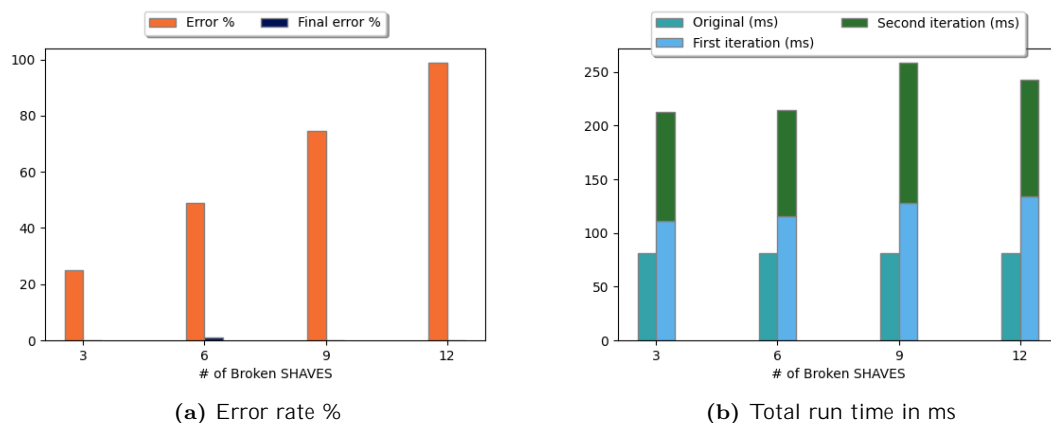 Error %
Final error %
100
80
60
40
20
0
3
6
9
12
# of Broken SHAVES
(a) Error rate %
Original (ms)
First iteration (ms)
Second iteration (ms)
250
200
150
100
50
0
3
6
9
12
# of Broken SHAVES
(b) Total run time in ms